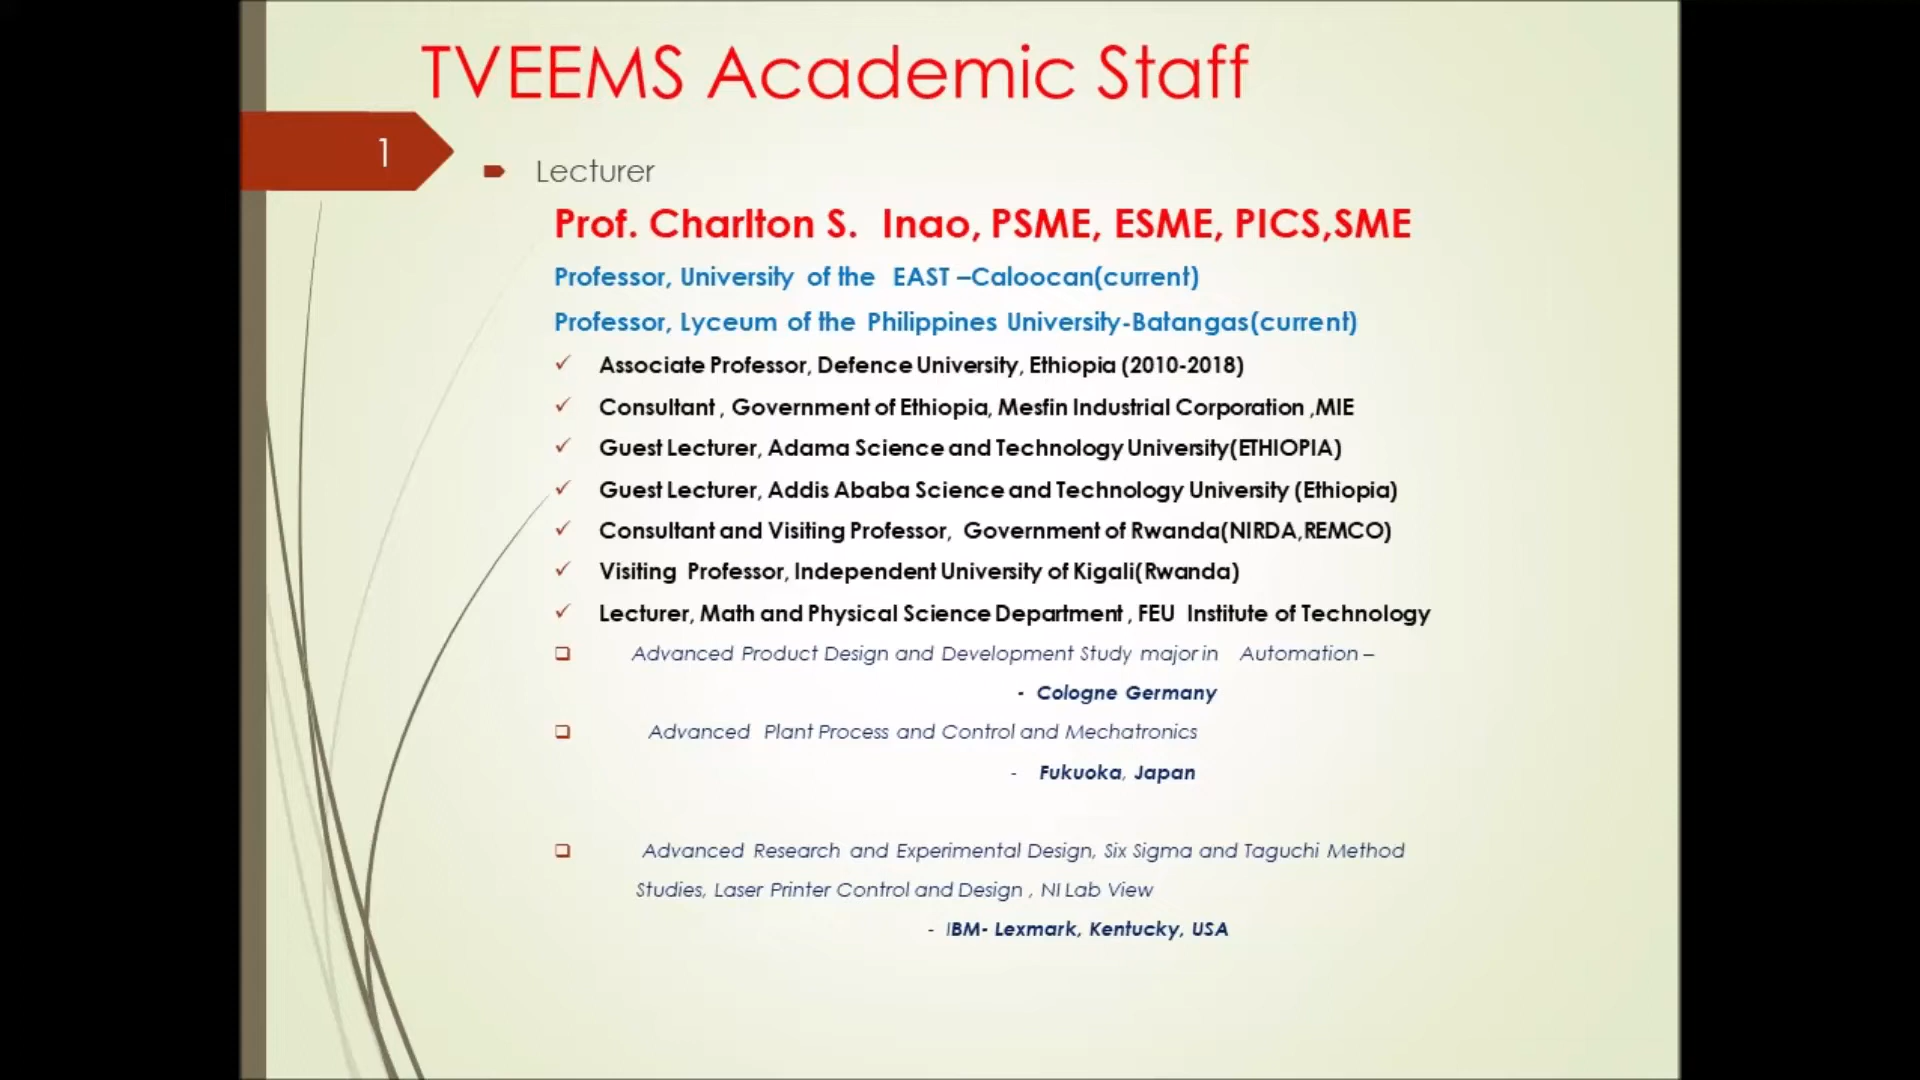 TVEEMS Academic Staff
1
Lecturer
Prof. Charlton S. Inao, PSME, ESME, PICS,SME
Professor, University of the EAST –Caloocan(current)
Professor, Lyceum of the Philippines University-Batangas(current)
✓ Associate Professor, Defence University, Ethiopia (2010-2018)
✓ Consultant , Government of Ethiopia, Mesfin Industrial Corporation ,MIE
✓ Guest Lecturer, Adama Science and Technology University(ETHIOPIA)
✓ Guest Lecturer, Addis Ababa Science and Technology University (Ethiopia)
✓ Consultant and Visiting Professor, Government of Rwanda(NIRDA,REMCO)
✓ Visiting Professor, Independent University of Kigali(Rwanda)
✓ Lecturer, Math and Physical Science Department , FEU Institute of Technology
❑ Advanced Product Design and Development Study major in Automation –
- Cologne Germany
❑ Advanced Plant Process and Control and Mechatronics
- Fukuoka, Japan
❑ Advanced Research and Experimental Design, Six Sigma and Taguchi Method
Studies, Laser Printer Control and Design , NI Lab View
- IBM- Lexmark, Kentucky, USA